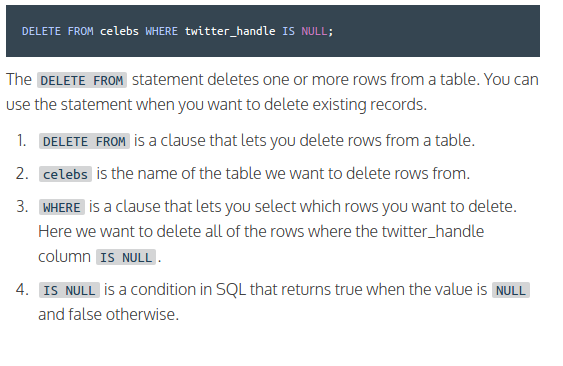 DELETE FROM celebs WHERE twitter_handle IS NULL;
The DELETE FROM statement deletes one or more rows from a table. You can
use the statement when you want to delete existing records.
1. DELETE FROM is a clause that lets you delete rows from a table.
2. celebs is the name of the table we want to delete rows from.
3. WHERE is a clause that lets you select which rows you want to delete.
Here we want to delete all of the rows where the twitter_handle
column IS NULL.
4. IS NULL is a condition in SQL that returns true when the value is NULL
and false otherwise.